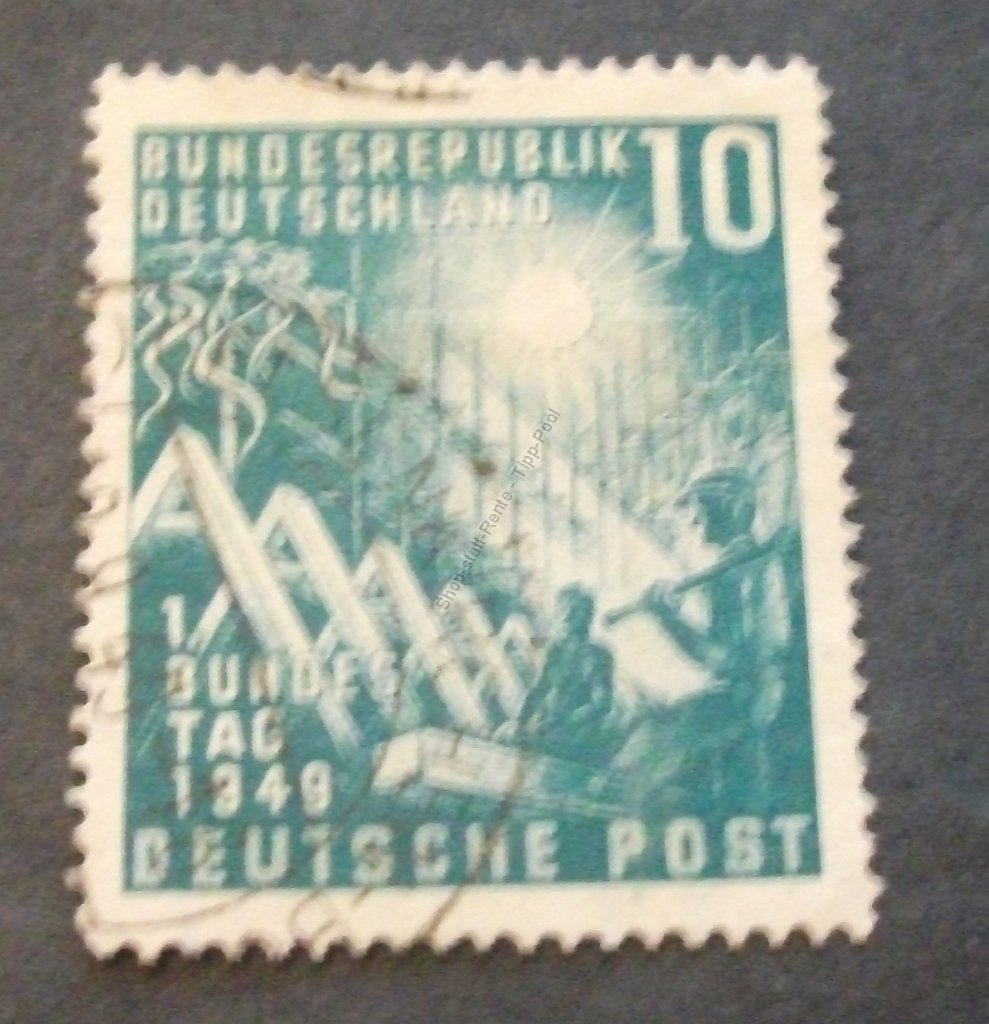 BUNDESREPUBLIK 10
DEUTSCHLAND
1
BUNDES
TAG
1949
DEUTSCHE POST
Shop-statt-Rente - Tipp-Pool